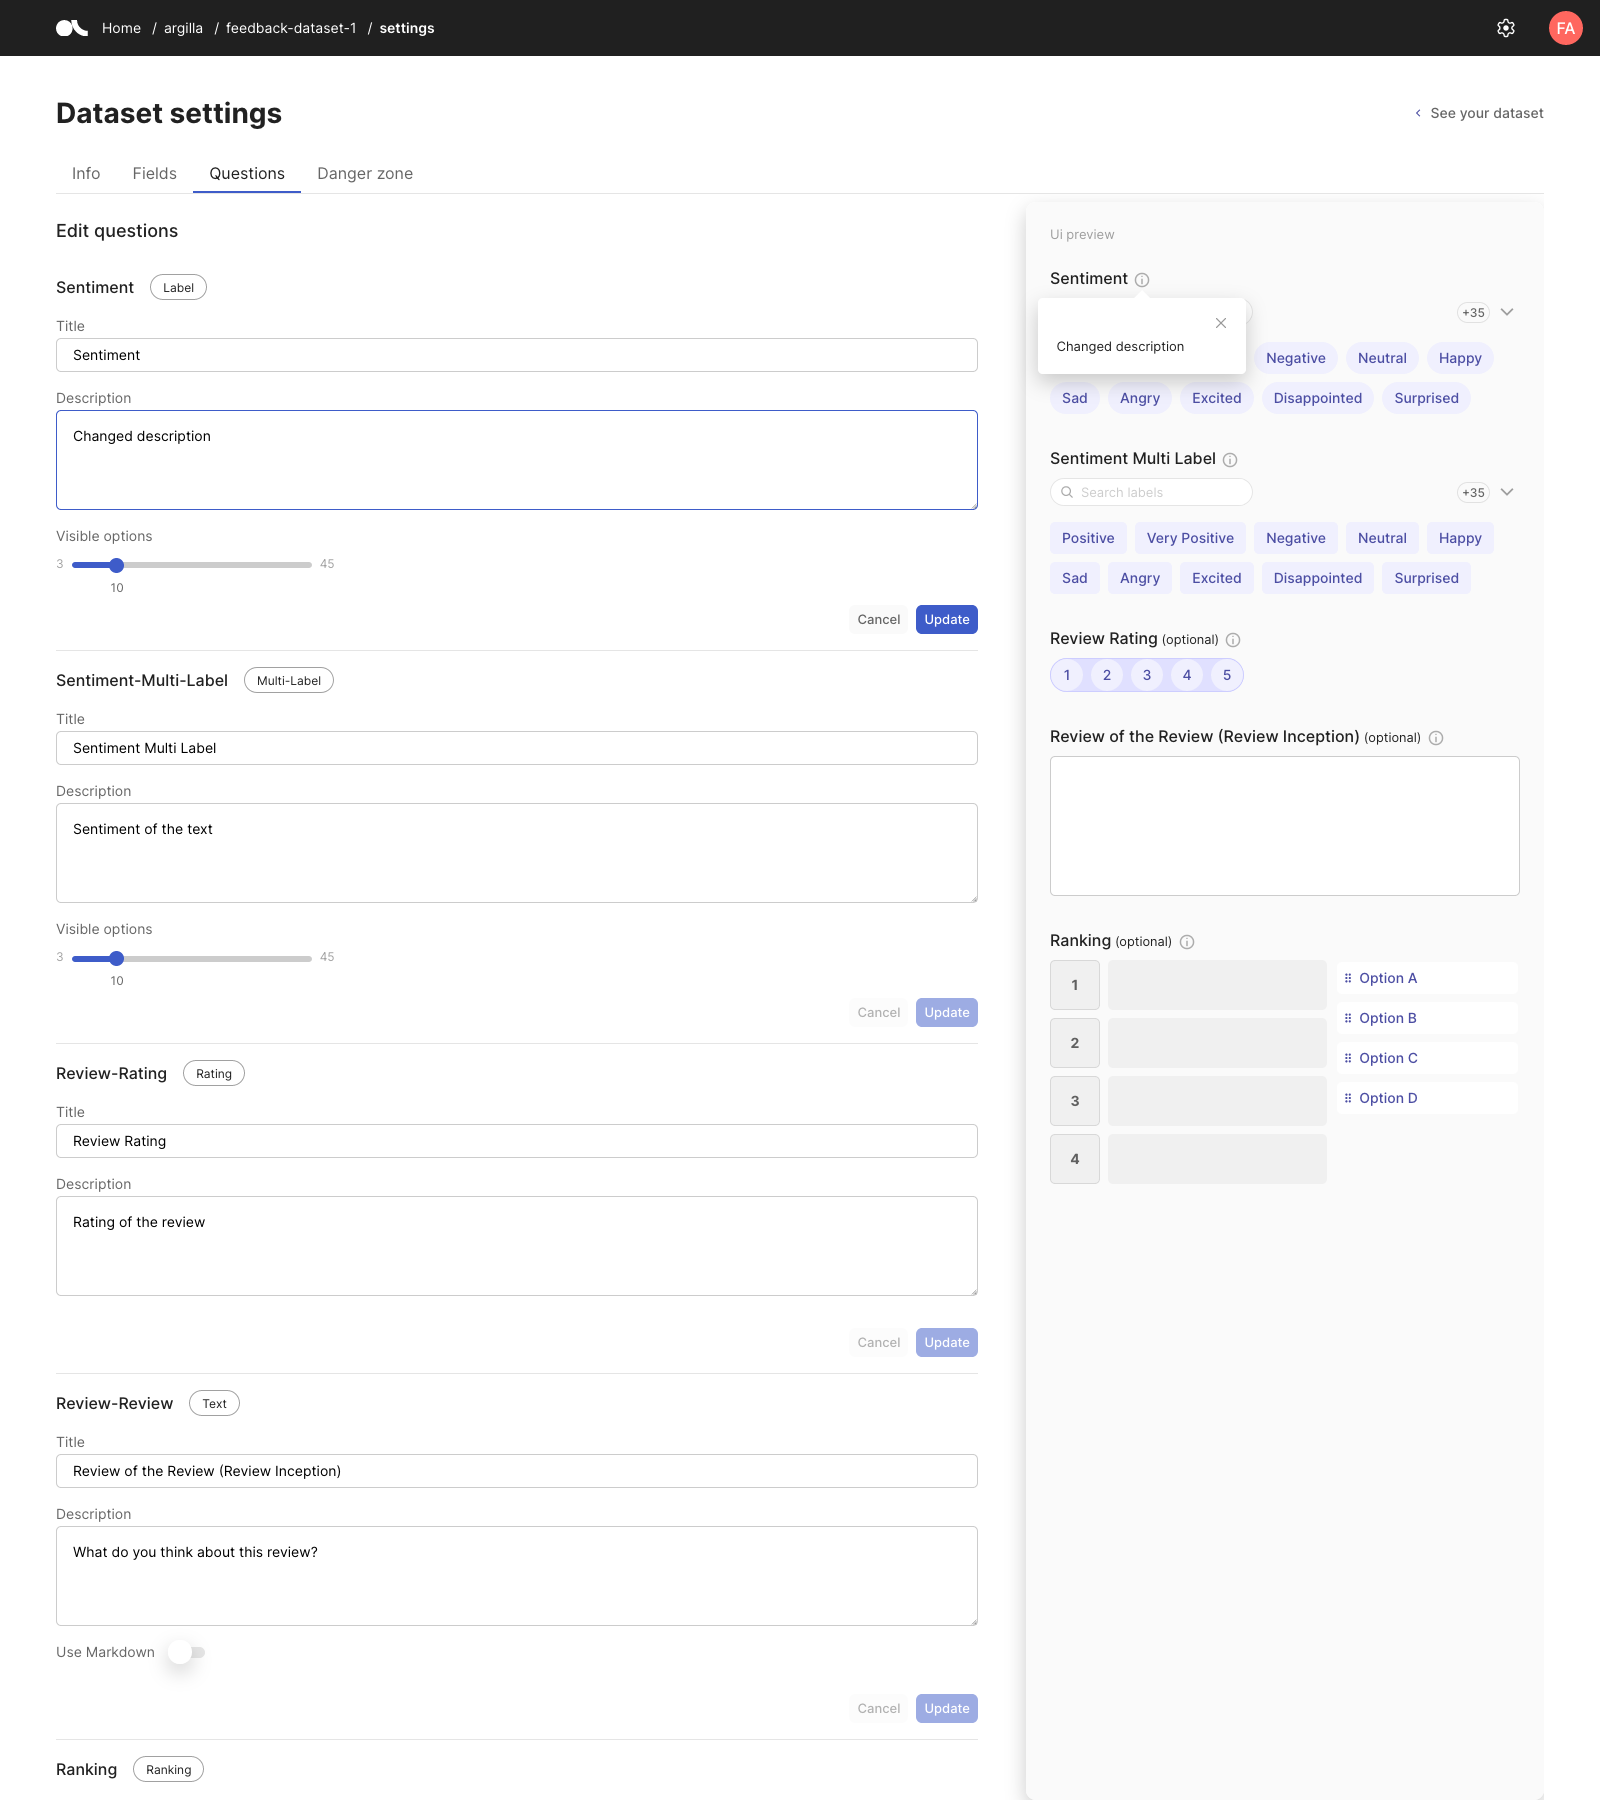 Home / argilla / feedback-dataset-1 / settings
FA
Dataset settings
See your dataset
Info Fields Questions Danger zone
Edit questions
Sentiment Label
Title
Sentiment
Description
Changed description
Visible options
3 45
10
Cancel Update
Sentiment-Multi-Label Multi-Label
Title
Sentiment Multi Label
Description
Sentiment of the text
Visible options
3 45
10
Cancel Update
Review-Rating Rating
Title
Review Rating
Description
Rating of the review
Cancel Update
Review-Review Text
Title
Review of the Review (Review Inception)
Description
What do you think about this review?
Use Markdown
Cancel Update
Ranking Ranking
Ui preview
Sentiment
+35
Changed description
Negative Neutral Happy
Sad Angry Excited Disappointed Surprised
Sentiment Multi Label
Search labels +35
Positive Very Positive Negative Neutral Happy
Sad Angry Excited Disappointed Surprised
Review Rating (optional)
1 2 3 4 5
Review of the Review (Review Inception) (optional)
Ranking (optional)
1
2
3
4
Option A
Option B
Option C
Option D